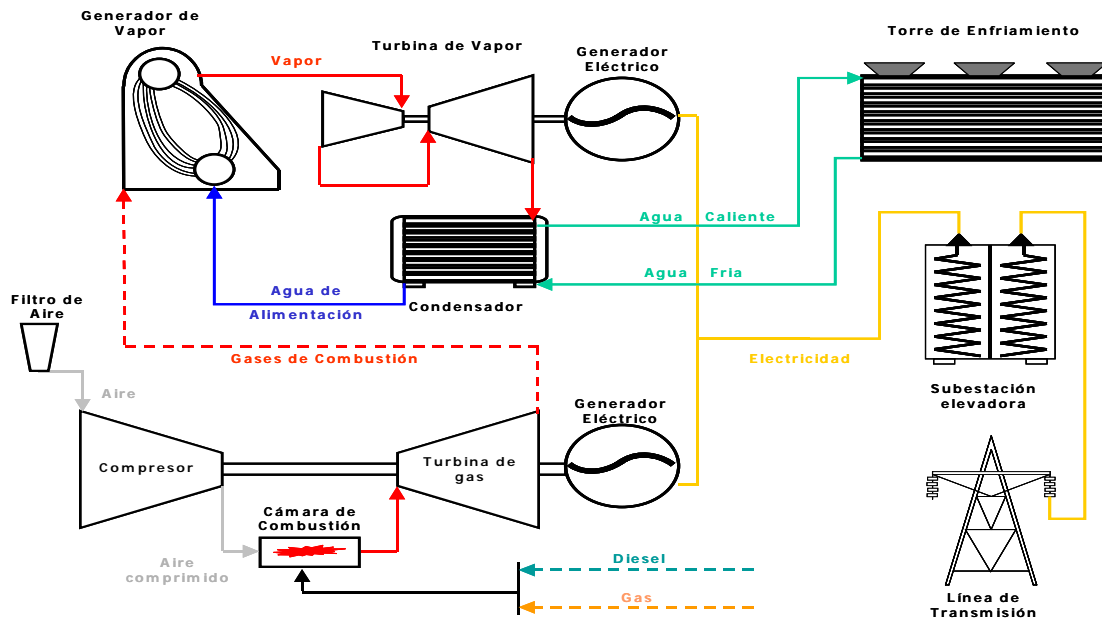 Generador de
Vapor
Turbina de Vapor
Generador
Eléctrico
Torre de Enfriamiento
Vapor
Agua Caliente
Agua Fria
Agua de
Alimentación
Condensador
Filtro de
Aire
Gases de Combustión
Electricidad
Aire
Subestación
elevadora
Generador
Eléctrico
Compresor
Turbina de
gas
Cámara de
Combustión
Aire
comprimido
Diesel
Gas
Línea de
Transmisión